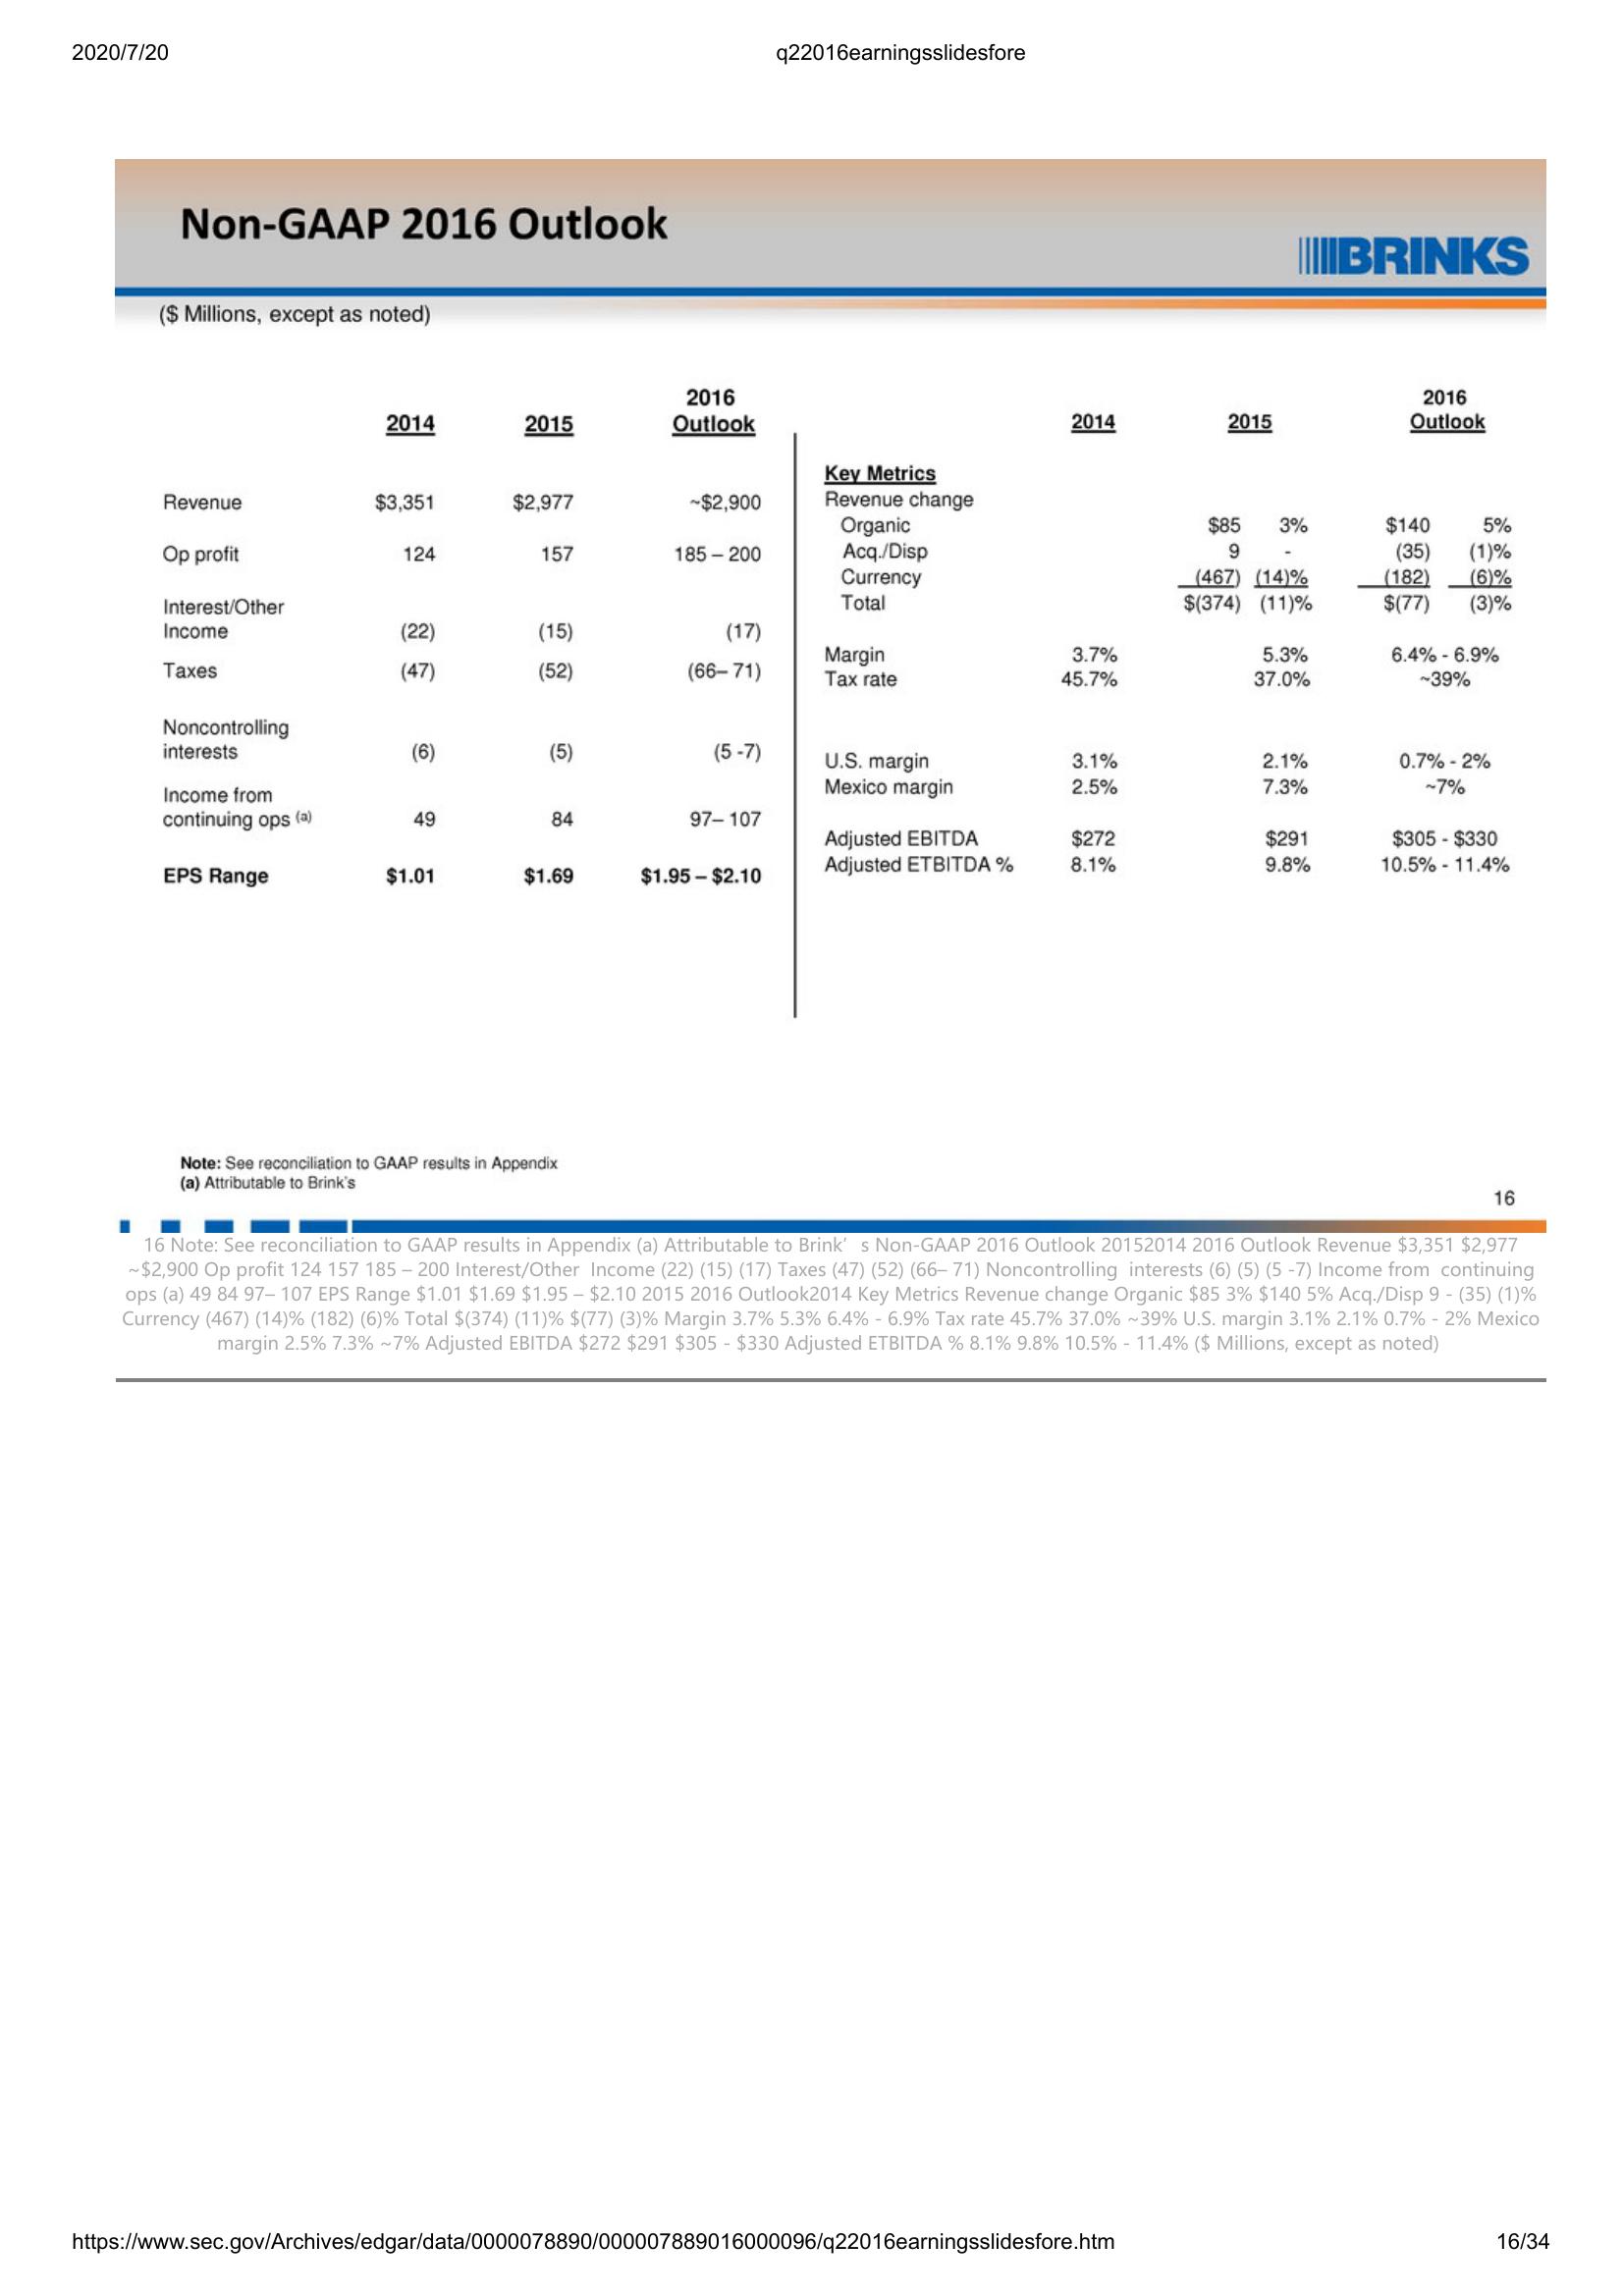 2020/7/20 q22016earningsslidesfore
Non-GAAP 2016 Outlook
BRINKS
($ Millions, except as noted)
2014 2015 2016 Outlook
Revenue $3,351 $2,977 ~$2,900
Op profit 124 157 185 – 200
Interest/Other
Income (22) (15) (17)
Taxes (47) (52) (66– 71)
Noncontrolling
interests (6) (5) (5 -7)
Income from
continuing ops (a) 49 84 97– 107
EPS Range $1.01 $1.69 $1.95 – $2.10
2014 2015 2016 Outlook
Key Metrics
Revenue change
Organic $85 3% $140 5%
Acq./Disp 9 - (35) (1)%
Currency (467) (14)% (182) (6)%
Total $(374) (11)% $(77) (3)%
Margin 3.7% 5.3% 6.4% - 6.9%
Tax rate 45.7% 37.0% ~39%
U.S. margin 3.1% 2.1% 0.7% - 2%
Mexico margin 2.5% 7.3% ~7%
Adjusted EBITDA $272 $291 $305 - $330
Adjusted ETBITDA % 8.1% 9.8% 10.5% - 11.4%
Note: See reconciliation to GAAP results in Appendix
(a) Attributable to Brink's
16
16 Note: See reconciliation to GAAP results in Appendix (a) Attributable to Brink’ s Non-GAAP 2016 Outlook 20152014 2016 Outlook Revenue $3,351 $2,977
~$2,900 Op profit 124 157 185 – 200 Interest/Other Income (22) (15) (17) Taxes (47) (52) (66– 71) Noncontrolling interests (6) (5) (5 -7) Income from continuing
ops (a) 49 84 97– 107 EPS Range $1.01 $1.69 $1.95 – $2.10 2015 2016 Outlook2014 Key Metrics Revenue change Organic $85 3% $140 5% Acq./Disp 9 - (35) (1)%
Currency (467) (14)% (182) (6)% Total $(374) (11)% $(77) (3)% Margin 3.7% 5.3% 6.4% - 6.9% Tax rate 45.7% 37.0% ~39% U.S. margin 3.1% 2.1% 0.7% - 2% Mexico
margin 2.5% 7.3% ~7% Adjusted EBITDA $272 $291 $305 - $330 Adjusted ETBITDA % 8.1% 9.8% 10.5% - 11.4% ($ Millions, except as noted)
https://www.sec.gov/Archives/edgar/data/0000078890/000007889016000096/q22016earningsslidesfore.htm 16/34